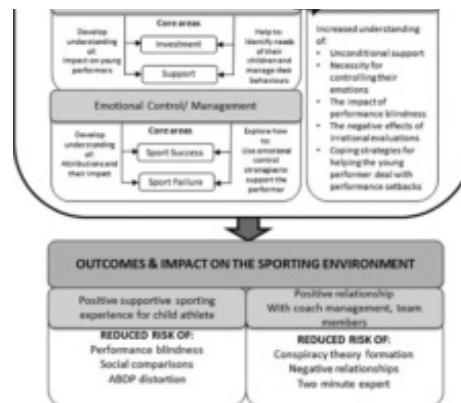 Core areas
Develop
understanding
of:
Impact on young
performers
Investment
Support
Help to:
Identify needs
of their
children and
manage their
behaviours
Emotional Control/ Management
Core areas
Develop
understanding
of:
Attributions and
their impact
Sport Success
Sport Failure
Explore how
to:
Use emotional
control
strategies to
support the
performer
Increased understanding
of:
• Unconditional support
• Necessity for
controlling their
emotions
• The impact of
performance blindness
• The negative effects of
irrational evaluations
• Coping strategies for
helping the young
performer deal with
performance setbacks
OUTCOMES & IMPACT ON THE SPORTING ENVIRONMENT
Positive supportive sporting
experience for child athlete
REDUCED RISK OF:
Performance blindness
Social comparisons
ABDP distortion
Positive relationship
With coach management, team
members
REDUCED RISK OF:
Conspiracy theory formation
Negative relationships
Two minute expert